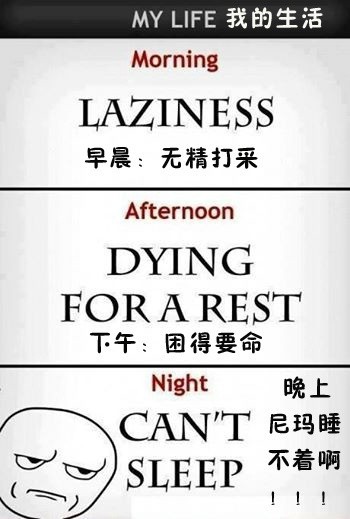 MY LIFE 我的生活
Morning
LAZINESS
早晨：无精打采
Afternoon
DYING
FOR A REST
下午：困得要命
Night
CAN'T
SLEEP
晚上
尼玛睡
不着啊
！！！